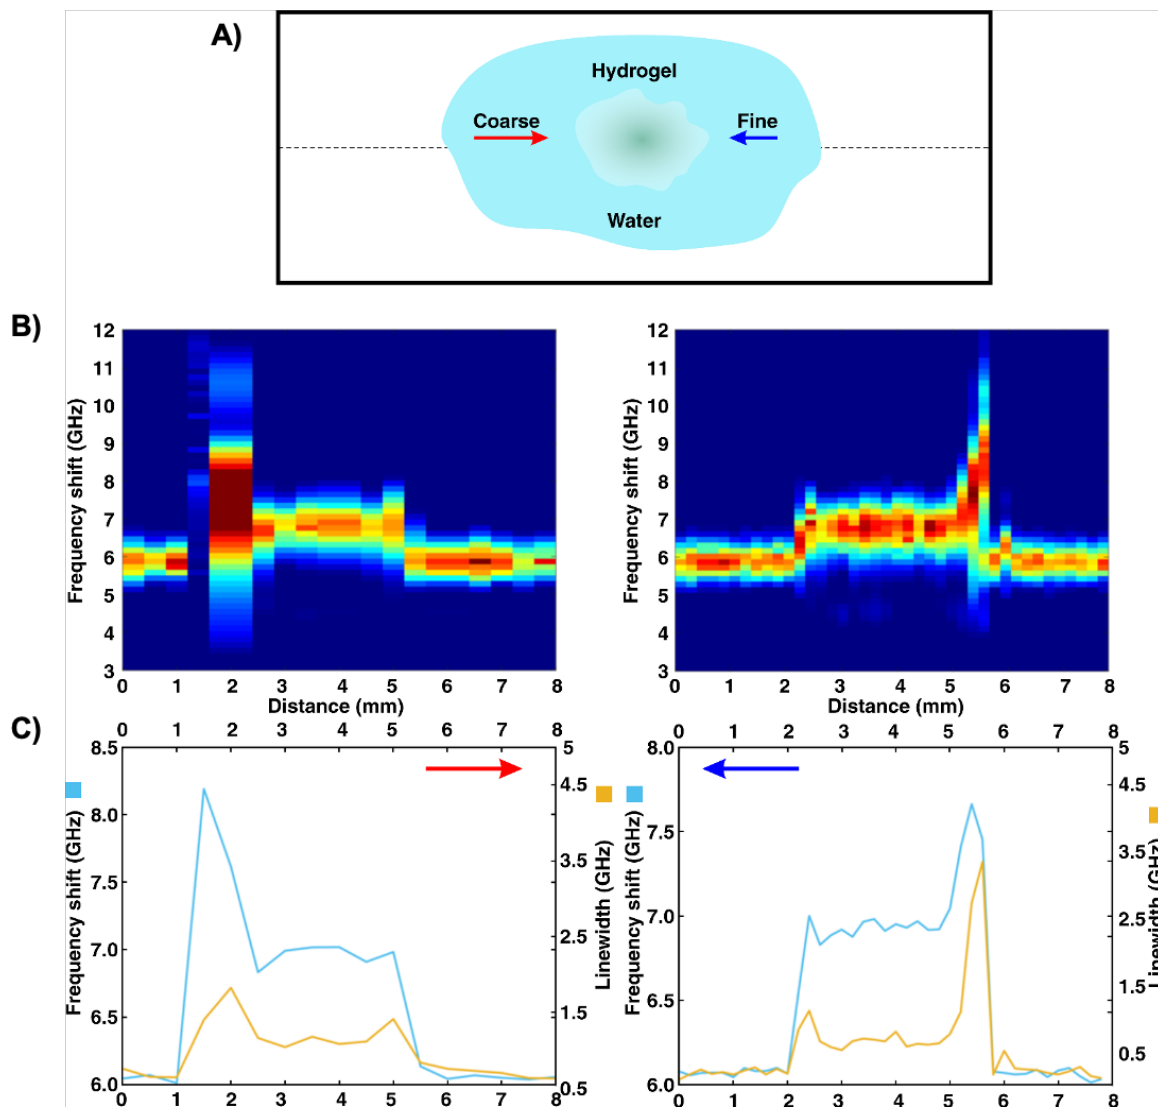 A)
Hydrogel
Coarse
Fine
Water
B)
12
11
10
9
8
7
6
5
4
3
Frequency shift (GHz)
0 1 2 3 4 5 6 7 8
Distance (mm)
12
11
10
9
8
7
6
5
4
3
Frequency shift (GHz)
0 1 2 3 4 5 6 7 8
Distance (mm)
C)
0 1 2 3 4 5 6 7 8
8.5
8.0
7.5
7.0
6.5
6.0
Frequency shift (GHz)
5
4.5
3.5
2.5
1.5
0.5
Linewidth (GHz)
0 1 2 3 4 5 6 7 8
0 1 2 3 4 5 6 7 8
8.0
7.5
7.0
6.5
6.0
Frequency shift (GHz)
5
4.5
3.5
2.5
1.5
0.5
0
Linewidth (GHz)
0 1 2 3 4 5 6 7 8